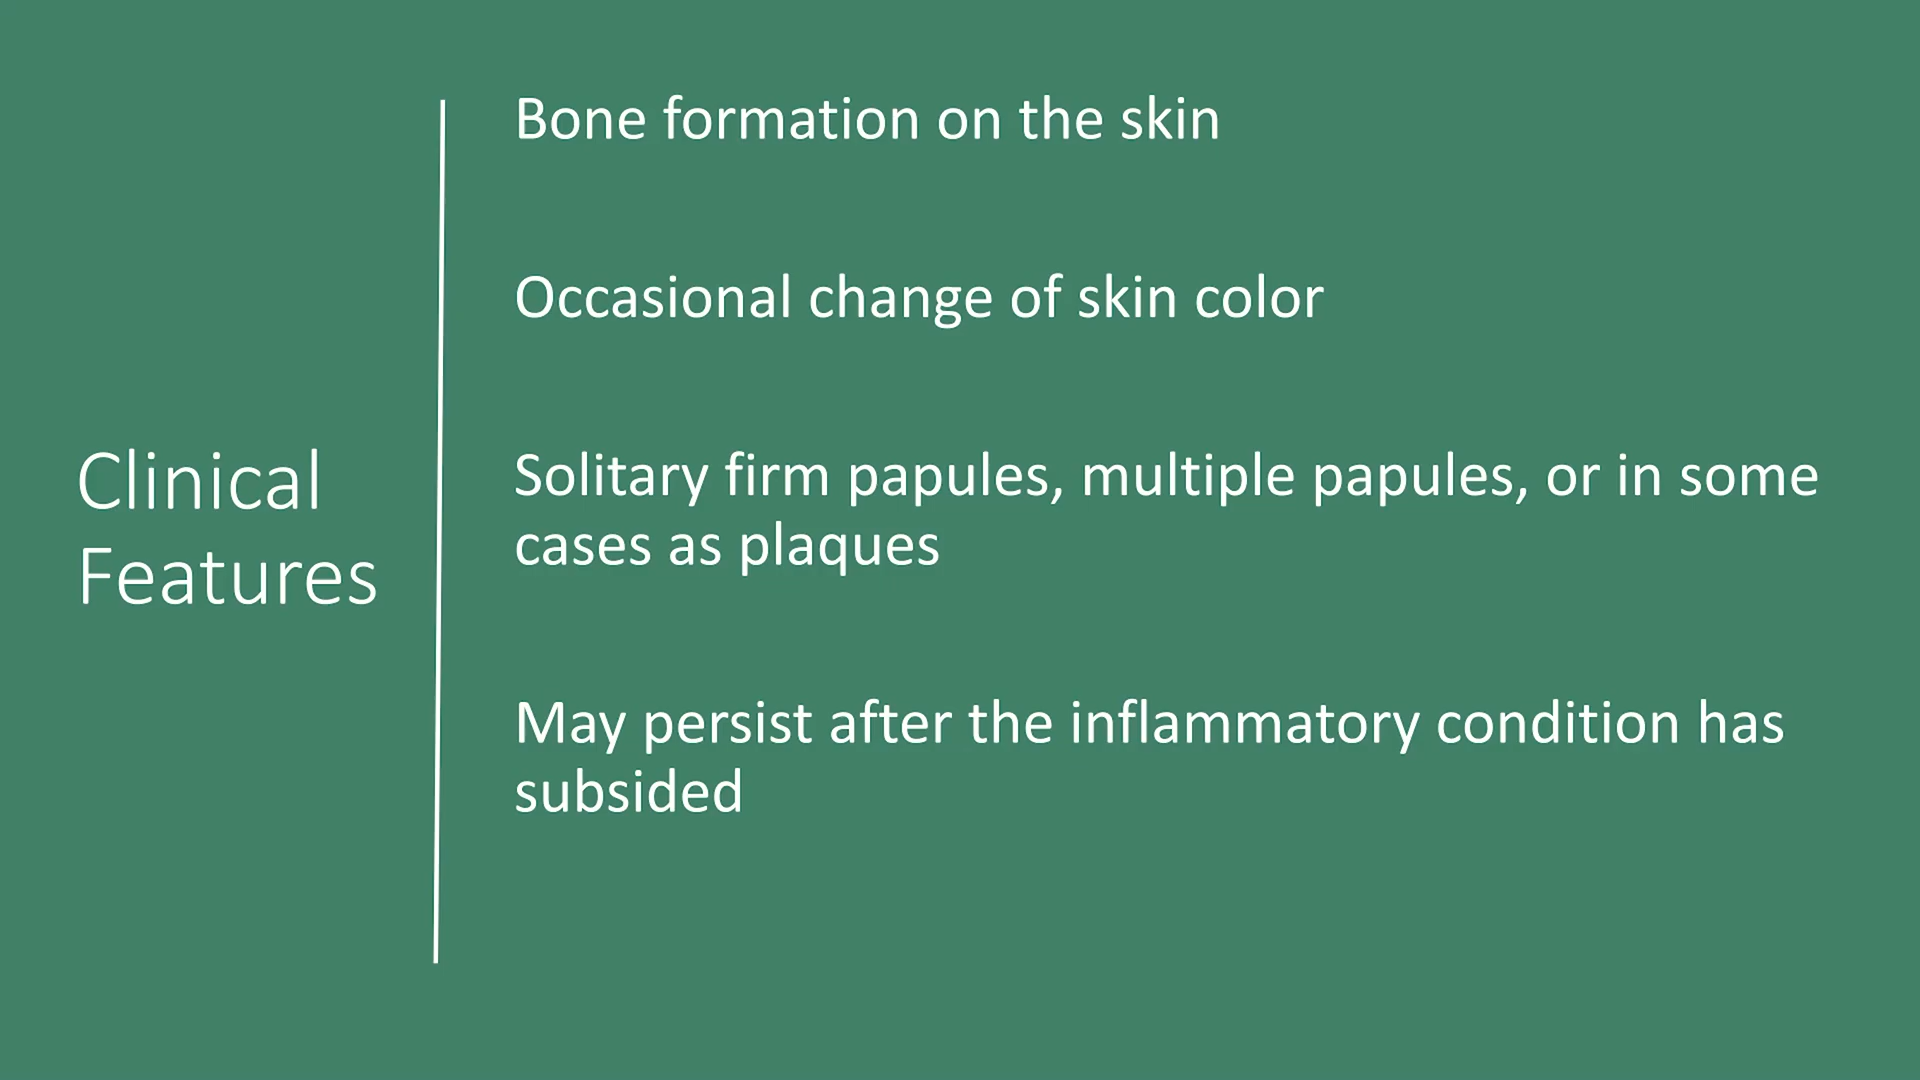 Clinical
Features
Bone formation on the skin
Occasional change of skin color
Solitary firm papules, multiple papules, or in some
cases as plaques
May persist after the inflammatory condition has
subsided